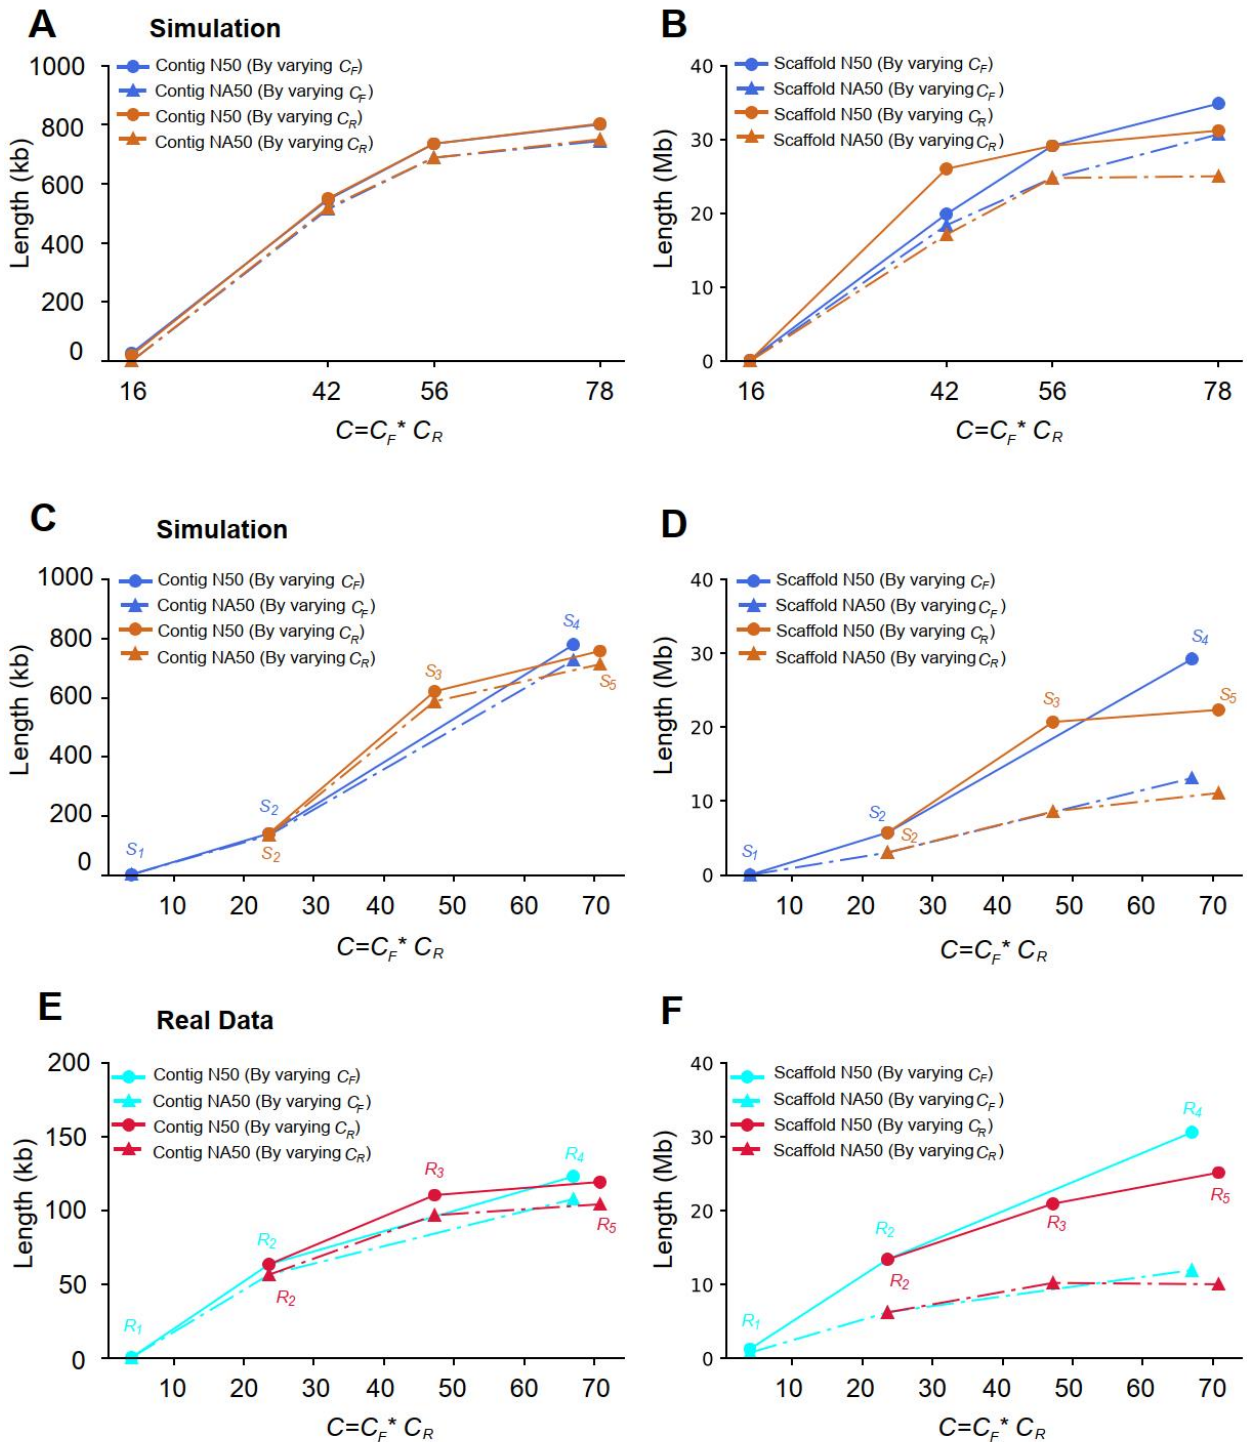 A Simulation
Contig N50 (By varying CF)
Contig NA50 (By varying CF)
Contig N50 (By varying CR)
Contig NA50 (By varying CR)
1000
800
600
400
200
0
Length (kb)
16 42 56 78
C=CF* CR
B
Scaffold N50 (By varying CF)
Scaffold NA50 (By varying CF)
Scaffold N50 (By varying CR)
Scaffold NA50 (By varying CR)
40
30
20
10
0
Length (Mb)
16 42 56 78
C=CF* CR
C Simulation
Contig N50 (By varying CF)
Contig NA50 (By varying CF)
Contig N50 (By varying CR)
Contig NA50 (By varying CR)
1000
800
600
400
200
0
Length (kb)
S1
S2
S2
S3
S4
S5
10 20 30 40 50 60 70
C=CF* CR
D
Scaffold N50 (By varying CF)
Scaffold NA50 (By varying CF)
Scaffold N50 (By varying CR)
Scaffold NA50 (By varying CR)
40
30
20
10
0
Length (Mb)
S1
S2
S2
S3
S4
S5
10 20 30 40 50 60 70
C=CF* CR
E Real Data
Contig N50 (By varying CF)
Contig NA50 (By varying CF)
Contig N50 (By varying CR)
Contig NA50 (By varying CR)
200
150
100
50
0
Length (kb)
R1
R2
R2
R3
R4
R5
10 20 30 40 50 60 70
C=CF* CR
F
Scaffold N50 (By varying CF)
Scaffold NA50 (By varying CF)
Scaffold N50 (By varying CR)
Scaffold NA50 (By varying CR)
40
30
20
10
0
Length (Mb)
R1
R2
R2
R3
R4
R5
10 20 30 40 50 60 70
C=CF* CR